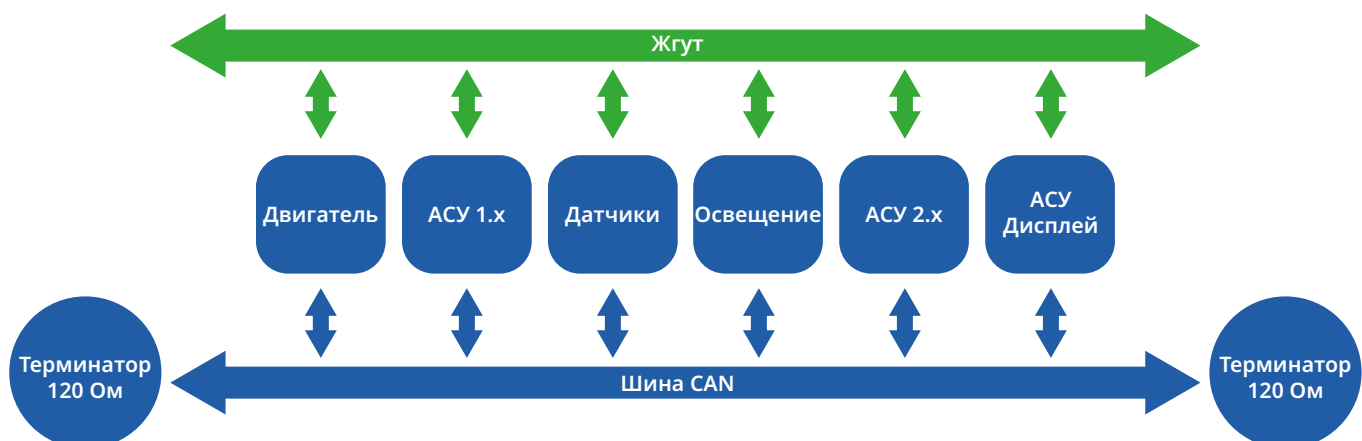 Жгут
Двигатель
АСУ 1.x
Датчики
Освещение
АСУ 2.x
АСУ
Дисплей
Терминатор
120 Ом
Шина CAN
Терминатор
120 Ом